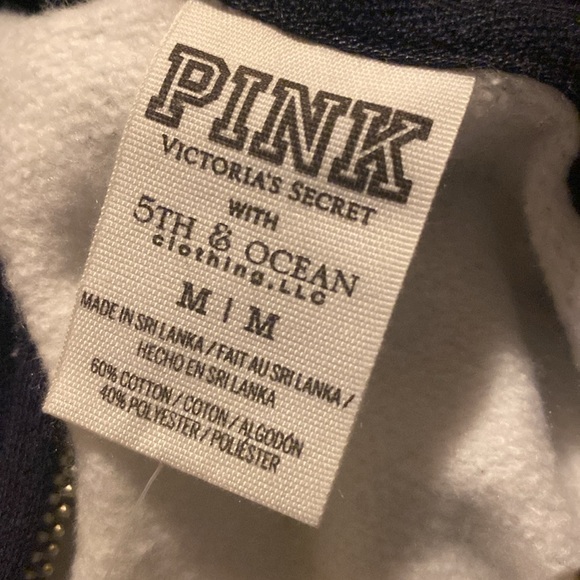 PINK
VICTORIA'S SECRET
WITH
5TH & OCEAN
clothing.LLC
M | M
MADE IN SRI LANKA / FAIT AU SRI LANKA /
HECHO EN SRI LANKA
60% COTTON / COTON / ALGODÓN
40% POLYESTER / POLIÉSTER